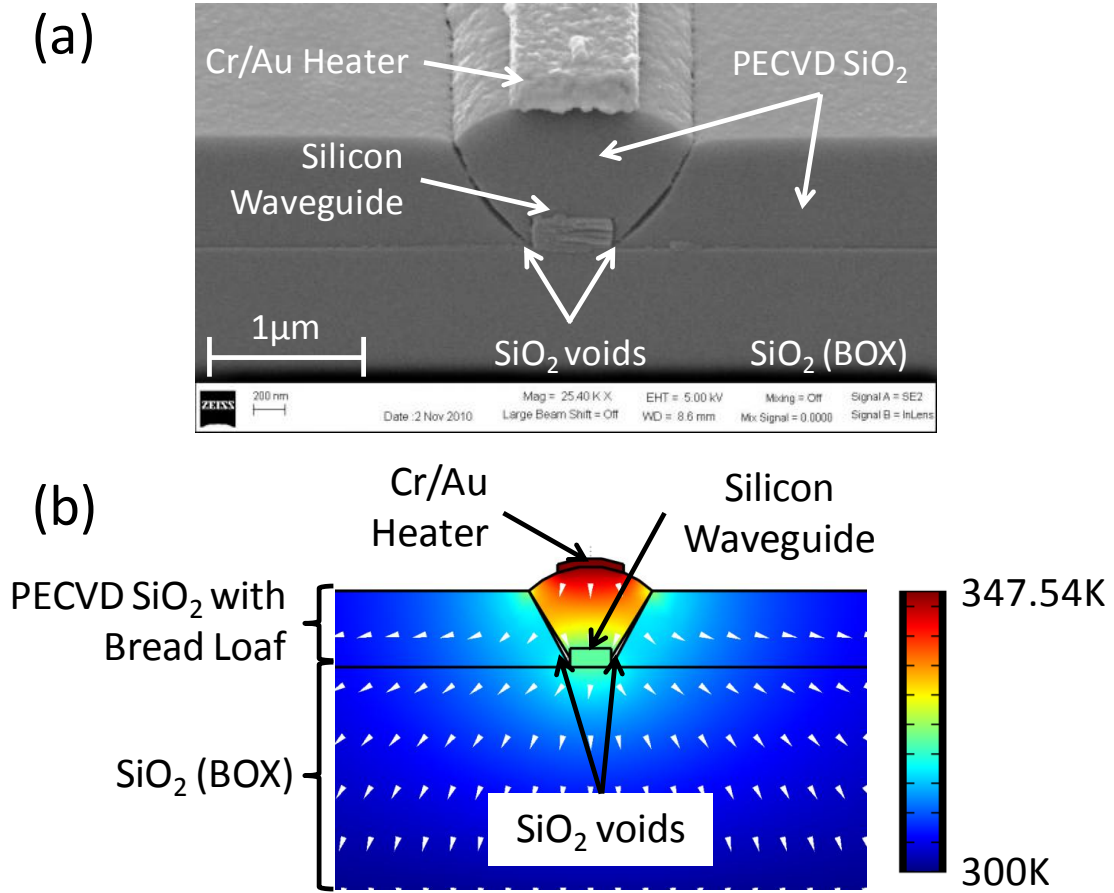 (a)
Cr/Au Heater
PECVD SiO₂
Silicon
Waveguide
1µm
SiO₂ voids
SiO₂ (BOX)
ZEISS
200 nm
Date :2 Nov 2010
Mag = 25.40 K X
Large Beam Shift = Off
EHT = 5.00 kV
WD = 8.6 mm
Mixing = Off
Mix Signal = 0.0000
Signal A = SE2
Signal B = InLens
(b)
Cr/Au
Heater
Silicon
Waveguide
PECVD SiO₂ with
Bread Loaf
SiO₂ (BOX)
SiO₂ voids
347.54K
300K